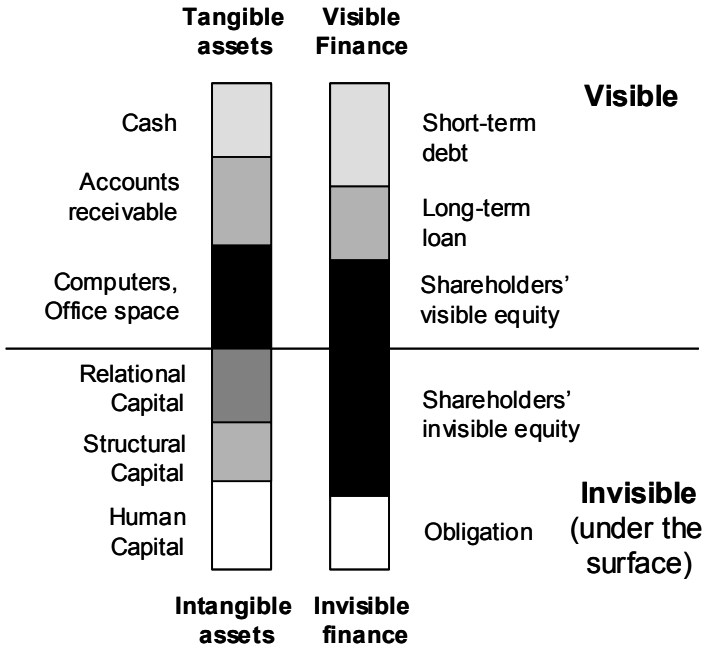 Tangible
assets
Visible
Finance
Visible
Cash
Short-term
debt
Accounts
receivable
Long-term
loan
Computers,
Office space
Shareholders’
visible equity
Relational
Capital
Shareholders’
invisible equity
Structural
Capital
Human
Capital
Obligation
Invisible
(under the
surface)
Intangible
assets
Invisible
finance